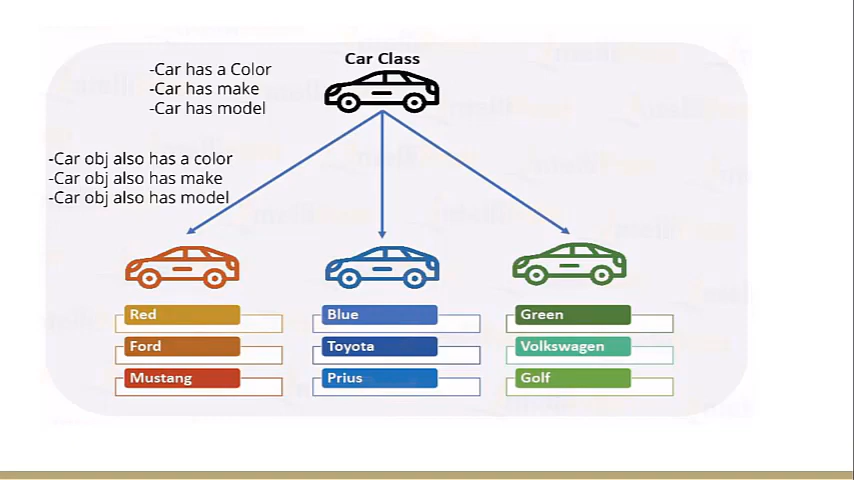 Car Class
-Car has a Color
-Car has make
-Car has model
-Car obj also has a color
-Car obj also has make
-Car obj also has model
Red
Ford
Mustang
Blue
Toyota
Prius
Green
Volkswagen
Golf